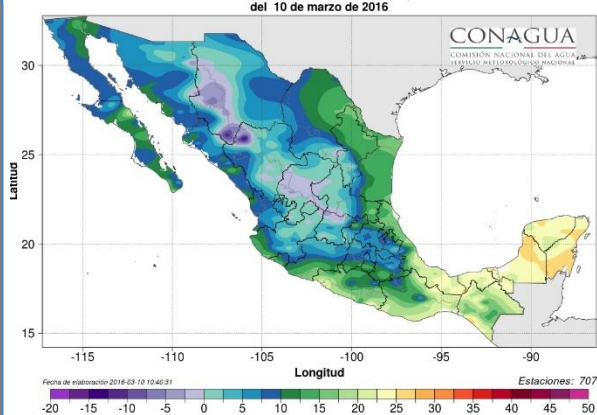 del 10 de marzo de 2016
CONAGUA
COMISIÓN NACIONAL DEL AGUA
SERVICIO METEOROLÓGICO NACIONAL
30
25
20
15
Latitud
-115 -110 -105 -100 -95 -90
Longitud
Fecha de elaboración 2016-03-10 10:40:31
Estaciones: 707
-20 -15 -10 -5 0 5 10 15 20 25 30 35 40 45 50